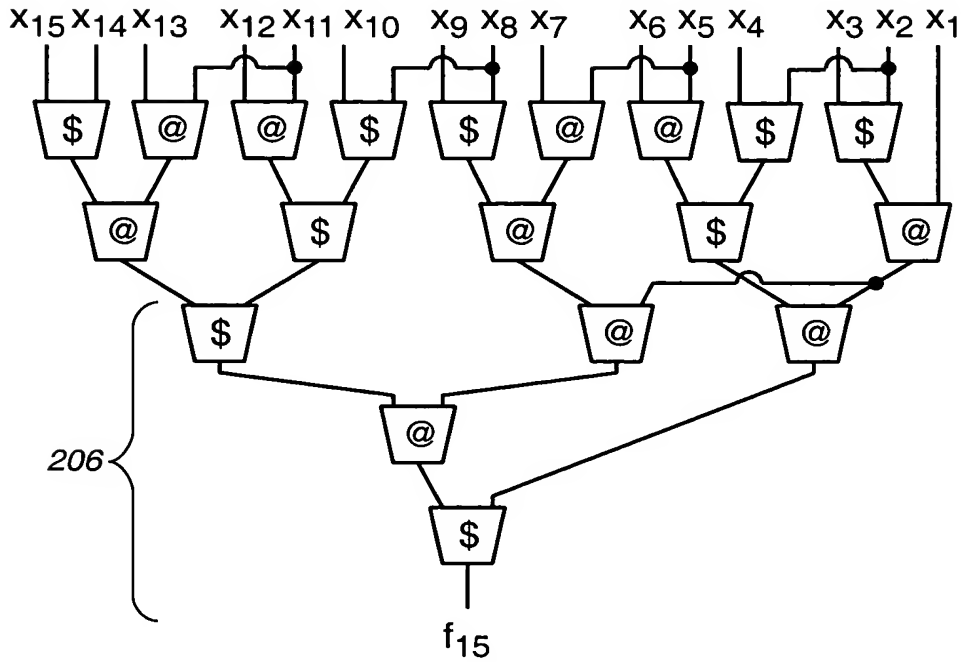 x15 x14 x13 x12 x11 x10 x9 x8 x7 x6 x5 x4 x3 x2 x1
$ @ @ $ $ @ @ $ $
@ $ @ $ @
$ @ @
@
206
$
f15